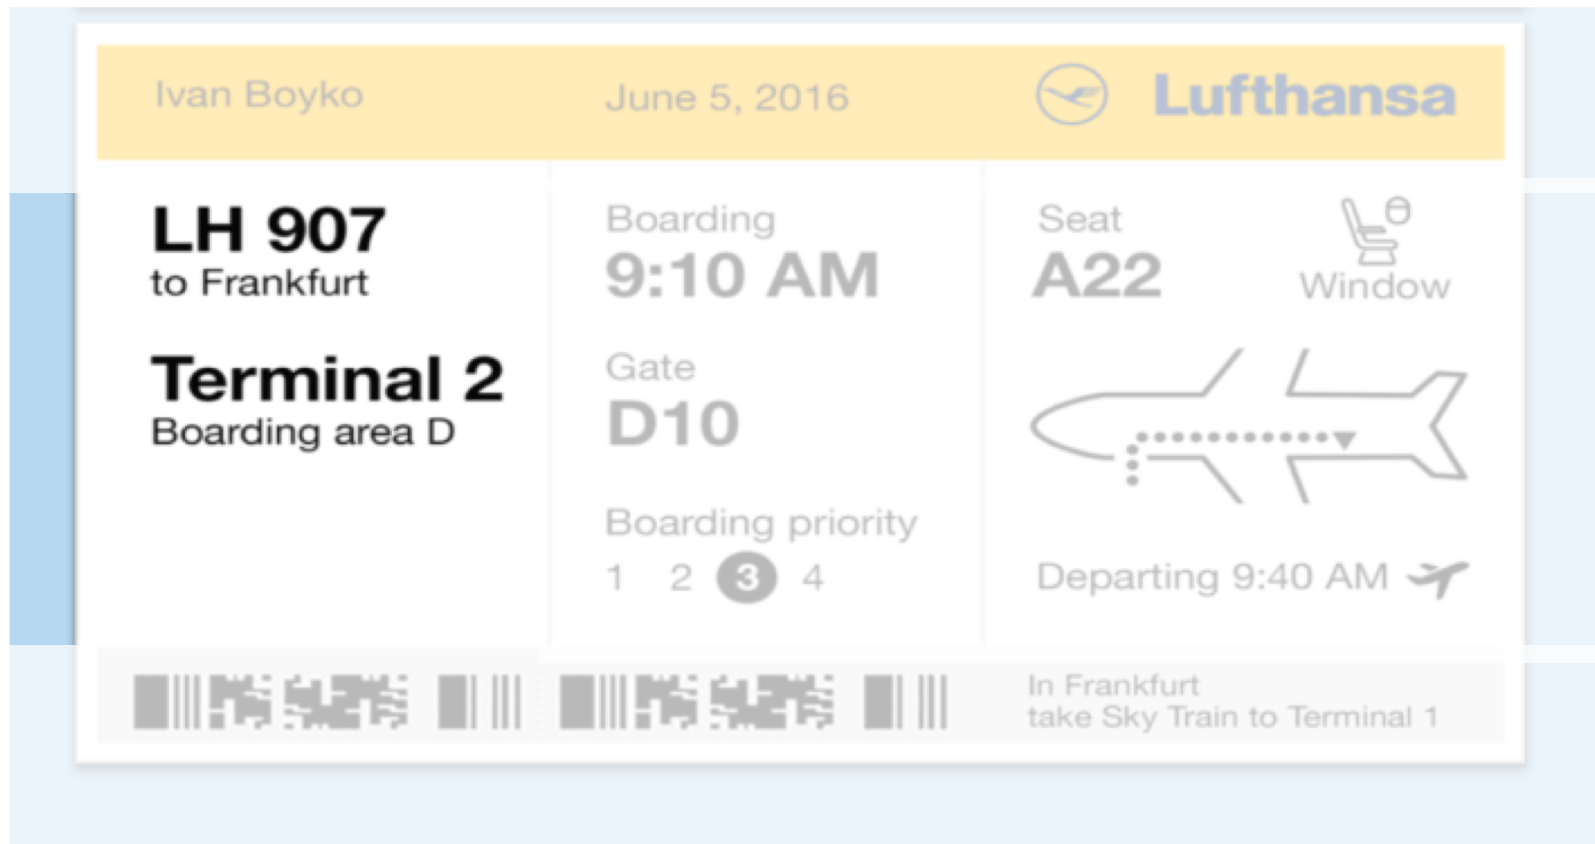 Ivan Boyko
June 5, 2016
Lufthansa
LH 907
to Frankfurt
Terminal 2
Boarding area D
Boarding
9:10 AM
Gate
D10
Boarding priority
1 2 3 4
Seat
A22
Window
Departing 9:40 AM
In Frankfurt
take Sky Train to Terminal 1